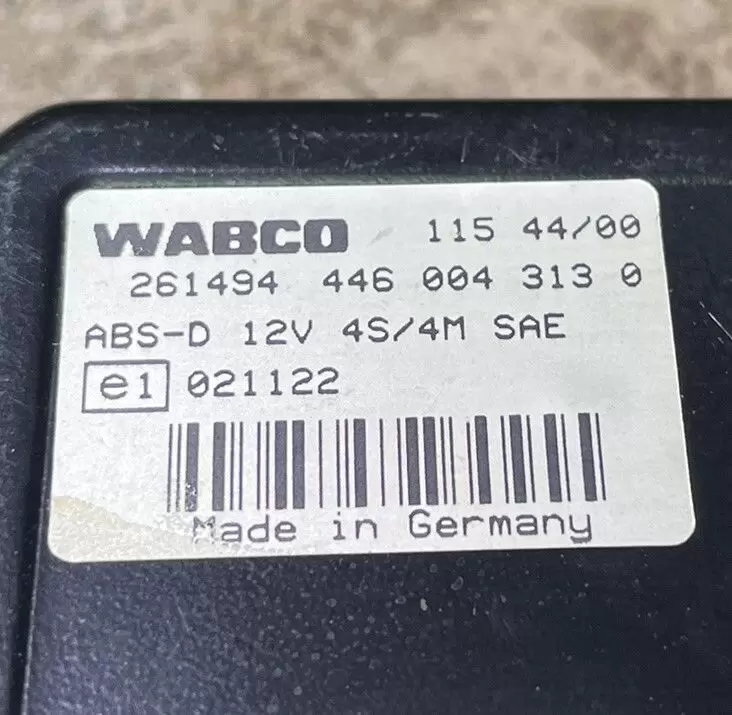 WABCO 115 44/00
261494 446 004 313 0
ABS-D 12V 4S/4M SAE
e1 021122
Made in Germany